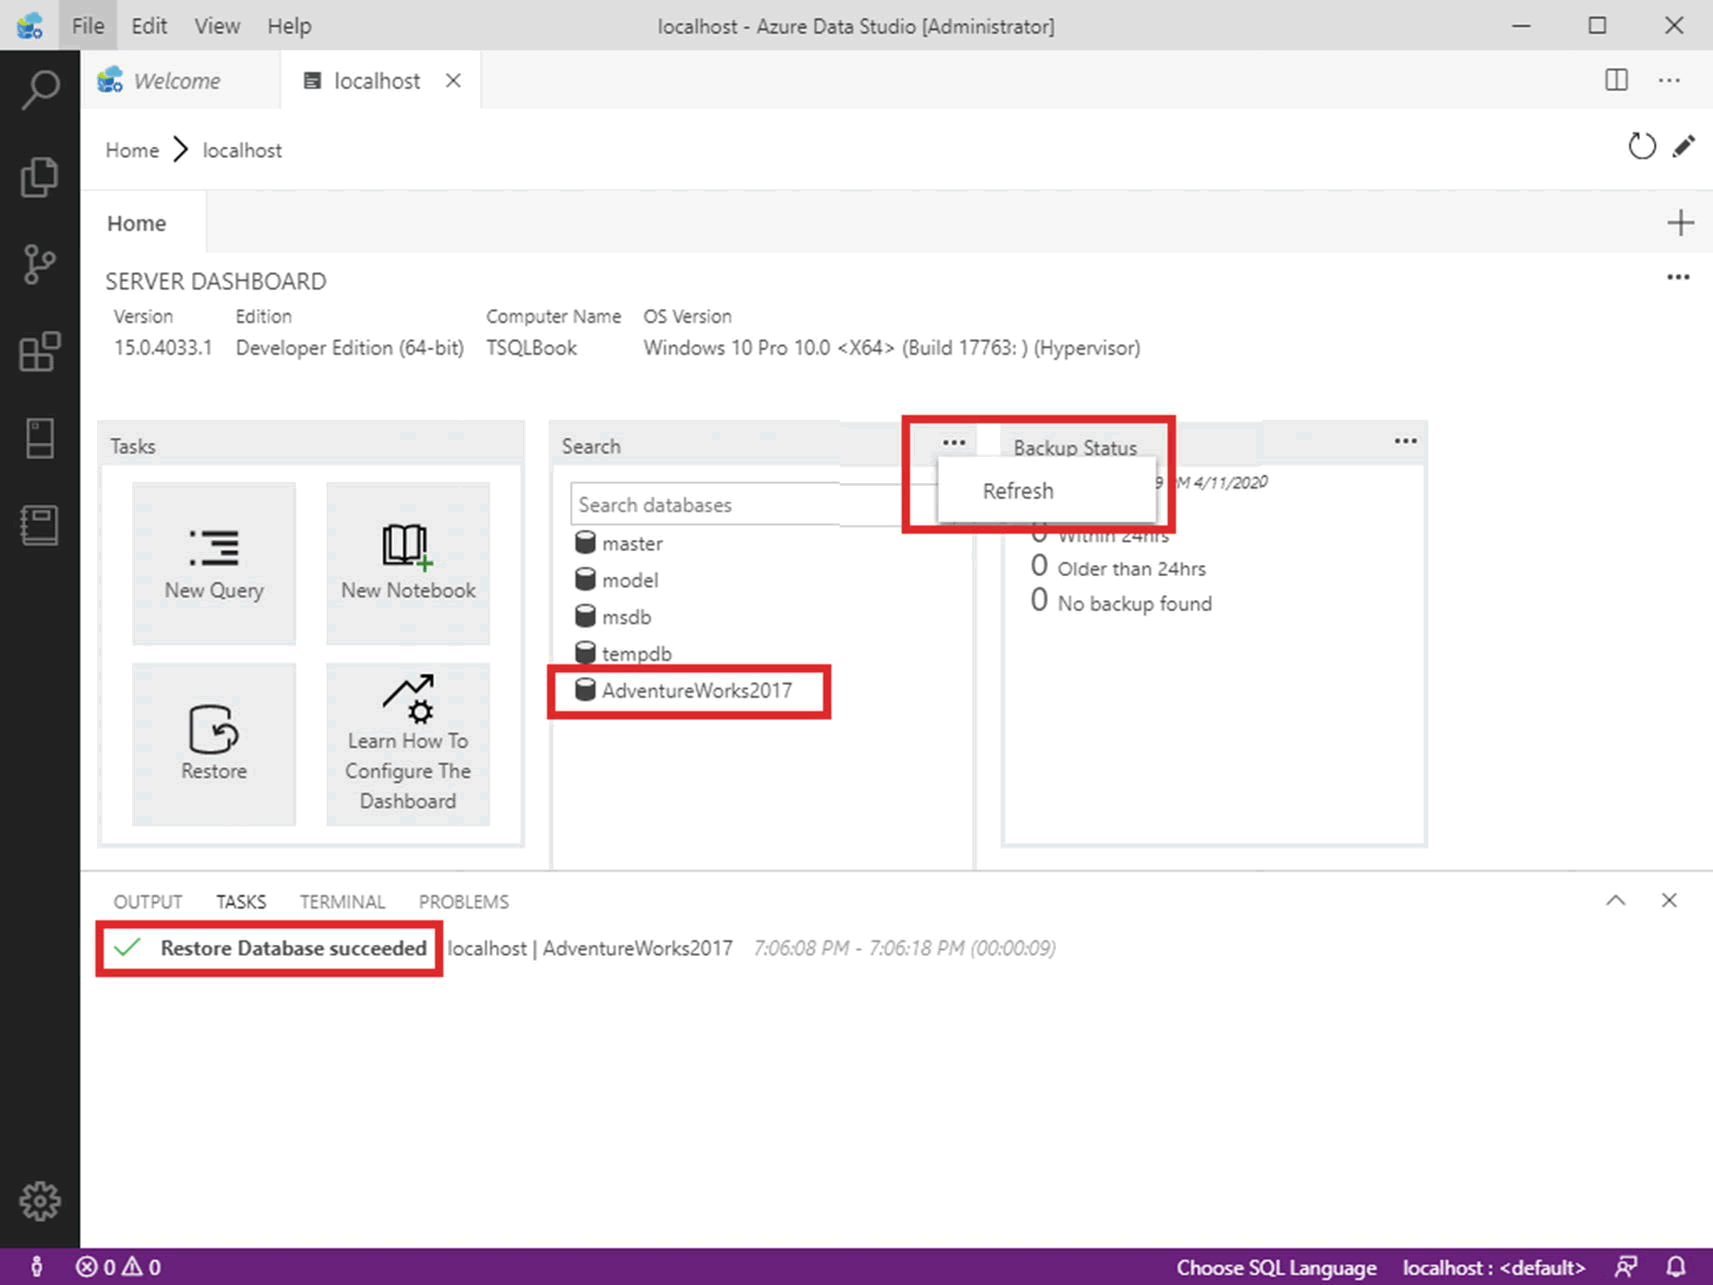 File Edit View Help localhost - Azure Data Studio [Administrator]
Welcome localhost
Home localhost
Home
SERVER DASHBOARD
Version Edition Computer Name OS Version
15.0.4033.1 Developer Edition (64-bit) TSQLBook Windows 10 Pro 10.0 <X64> (Build 17763: ) (Hypervisor)
Tasks
New Query
New Notebook
Restore
Learn How To
Configure The
Dashboard
Search
Search databases
master
model
msdb
tempdb
AdventureWorks2017
Backup Status
Refresh
PM 4/11/2020
0 Within 24hrs
0 Older than 24hrs
0 No backup found
OUTPUT TASKS TERMINAL PROBLEMS
Restore Database succeeded localhost | AdventureWorks2017 7:06:08 PM - 7:06:18 PM (00:00:09)
0 0 Choose SQL Language localhost : <default>